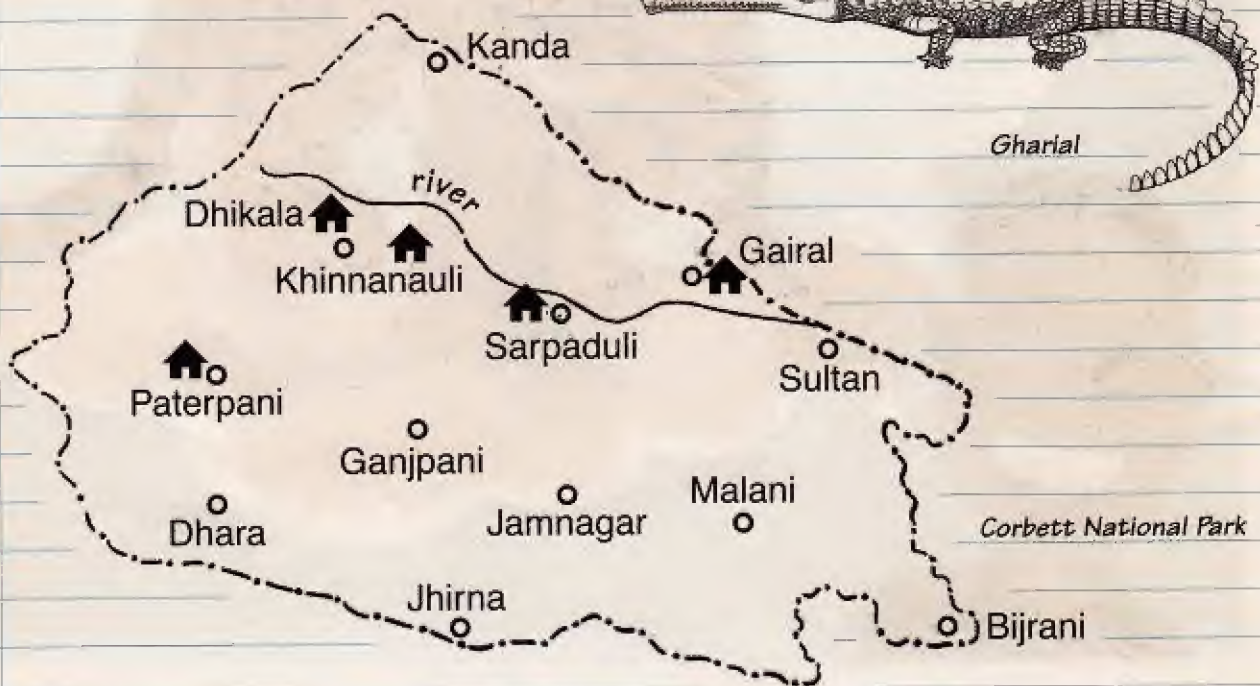 Kanda
Gharial
river
Dhikala
Gairal
Khinnanauli
Sarpaduli
Sultan
Paterpani
Ganjpani
Malani
Jamnagar
Dhara
Corbett National Park
Jhirna
Bijrani